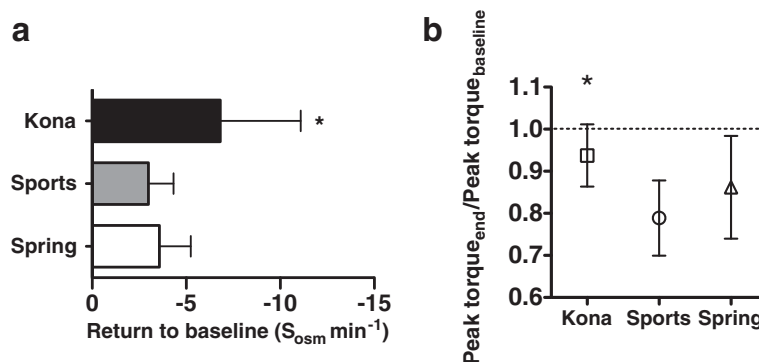 a
Kona
*
Sports
Spring
0
-5
-10
-15
Return to baseline (Sosm min⁻¹)
b
Peak torqueend/Peak torquebaseline
1.1
1.0
0.9
0.8
0.7
0.6
*
Kona
Sports
Spring